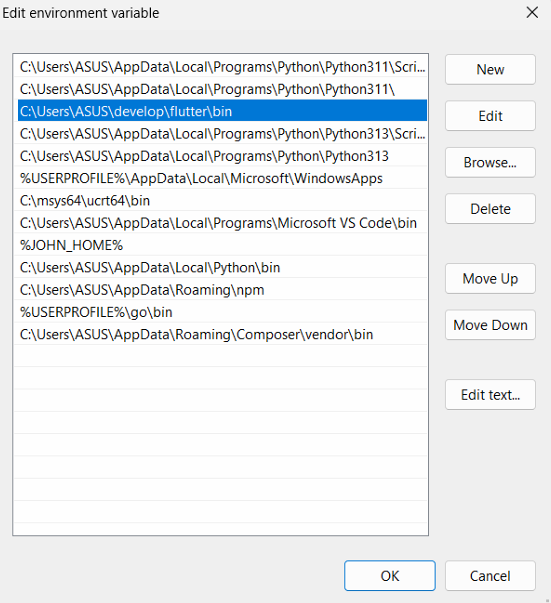 Edit environment variable
C:\Users\ASUS\AppData\Local\Programs\Python\Python311\Scri...
C:\Users\ASUS\AppData\Local\Programs\Python\Python311\
C:\Users\ASUS\develop\flutter\bin
C:\Users\ASUS\AppData\Local\Programs\Python\Python313\Scri...
C:\Users\ASUS\AppData\Local\Programs\Python\Python313
%USERPROFILE%\AppData\Local\Microsoft\WindowsApps
C:\msys64\ucrt64\bin
C:\Users\ASUS\AppData\Local\Programs\Microsoft VS Code\bin
%JOHN_HOME%
C:\Users\ASUS\AppData\Local\Python\bin
C:\Users\ASUS\AppData\Roaming\npm
%USERPROFILE%\go\bin
C:\Users\ASUS\AppData\Roaming\Composer\vendor\bin
New
Edit
Browse...
Delete
Move Up
Move Down
Edit text...
OK
Cancel